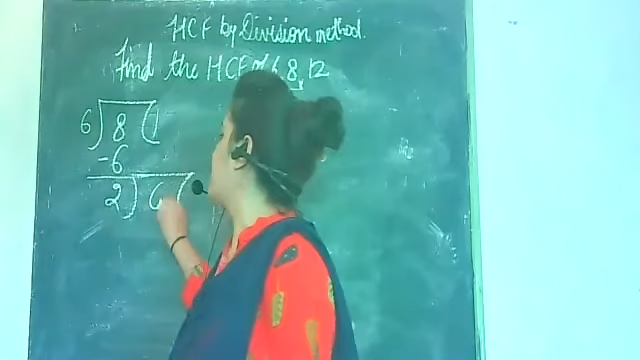 HCF by Division method.
Find the HCF of 6, 8, 12
6) 8 (1
-6
2) 6 (